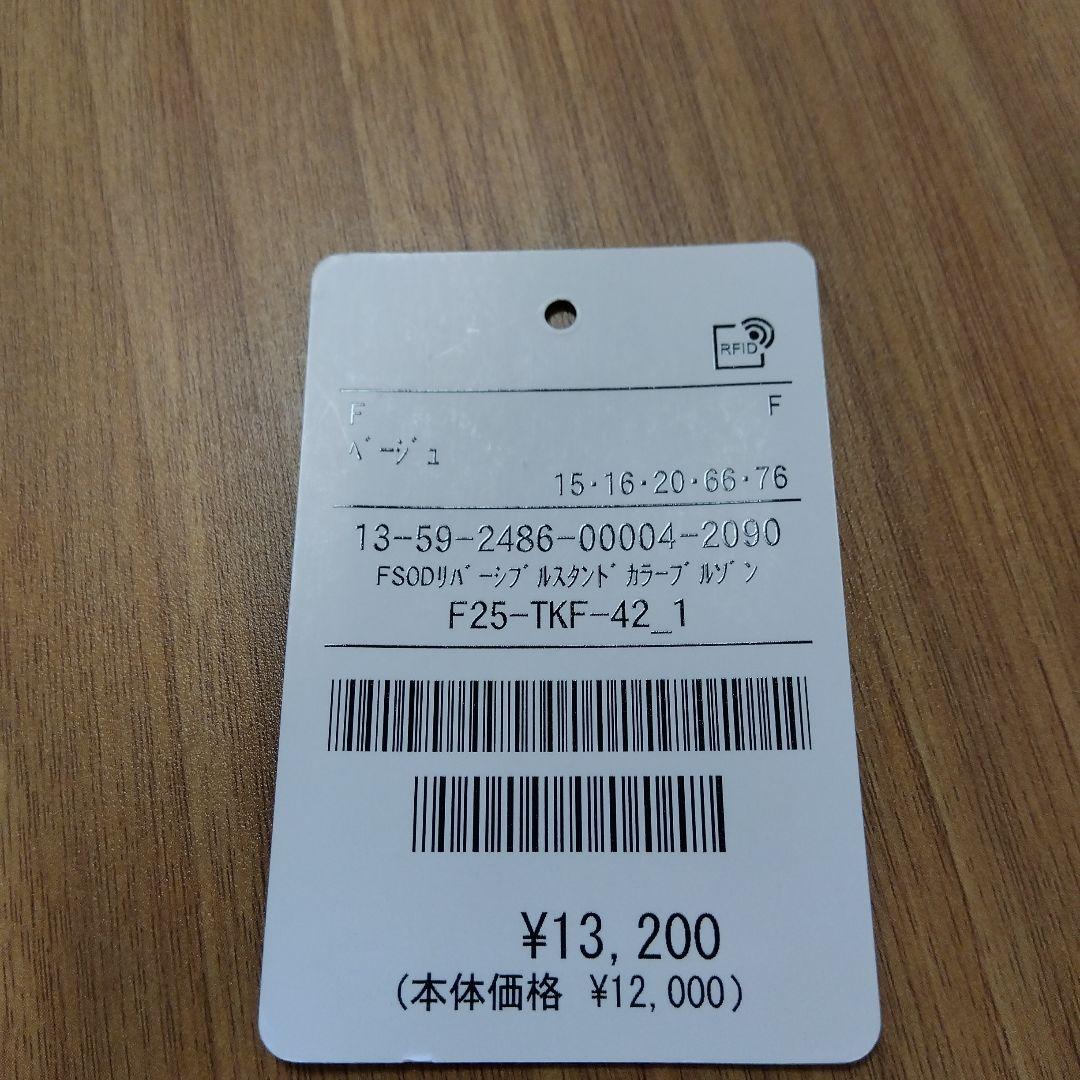 RFID
F F
ﾍﾞｰｼﾞｭ
15・16・20・66・76
13-59-2486-00004-2090
FSODﾘﾊﾞｰｼﾌﾞﾙｽﾀﾝﾄﾞｶﾗｰﾌﾞﾙｿﾞﾝ
F25-TKF-42_1
¥13,200
(本体価格 ¥12,000)